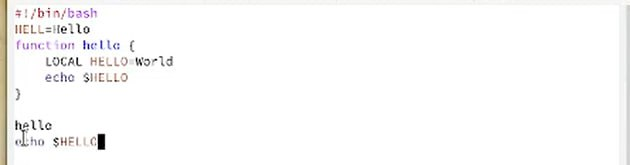 #!/bin/bash
HELL=Hello
function hello {
LOCAL HELLO=World
echo $HELLO
}
hello
echo $HELLO